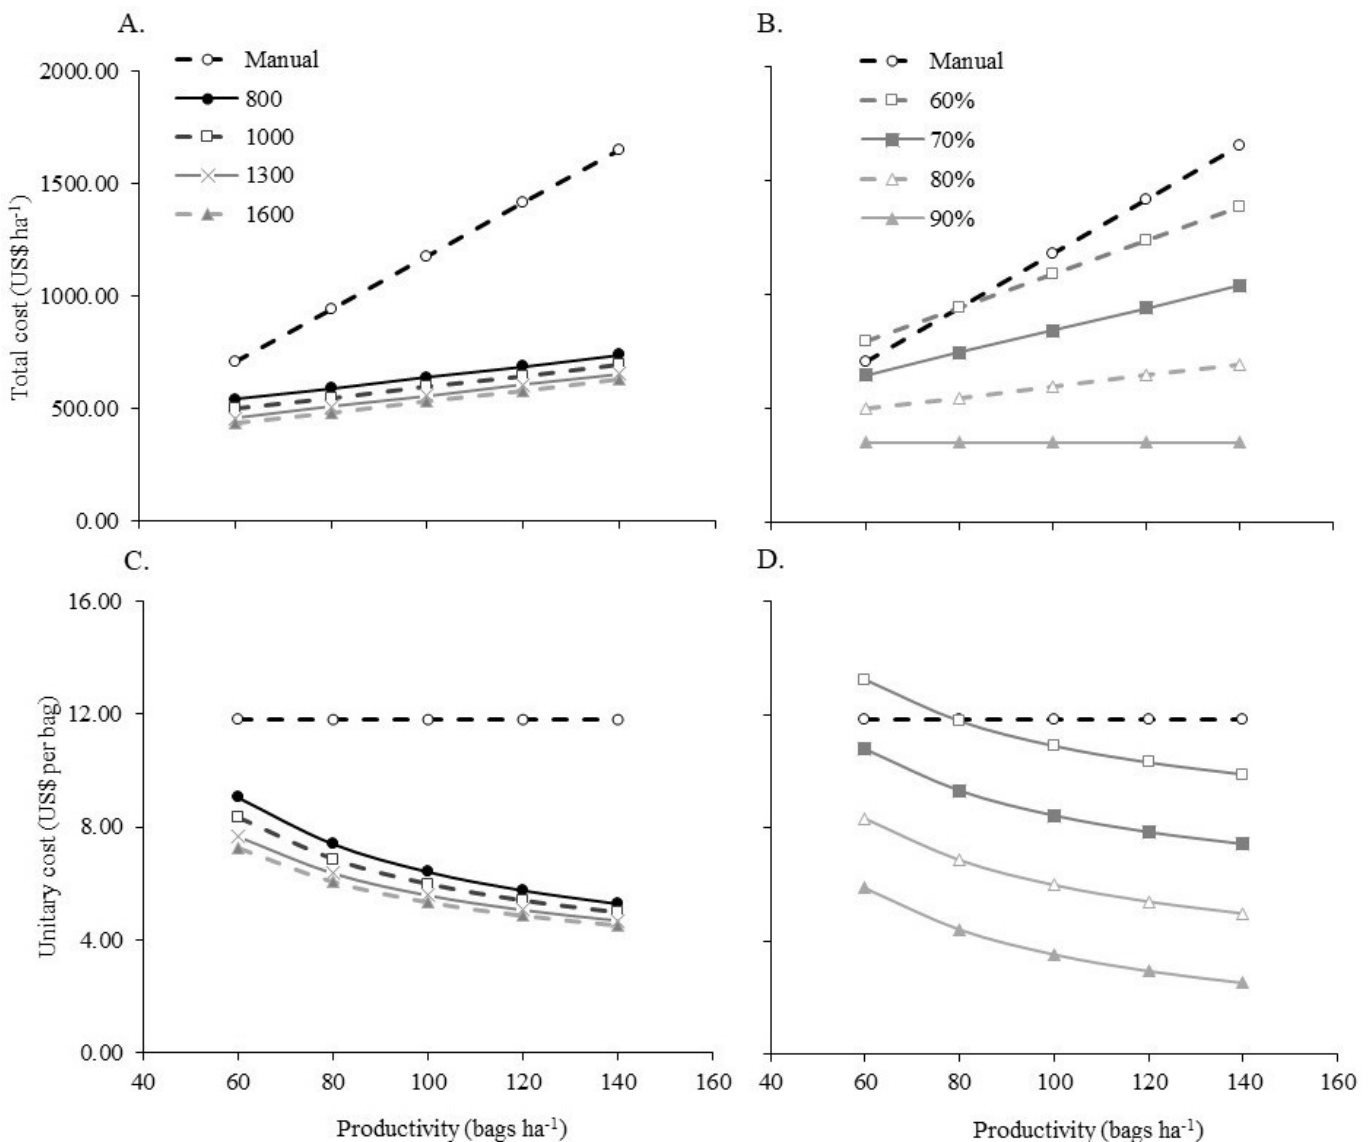 A.
Manual
800
1000
1300
1600
2000.00
1500.00
1000.00
500.00
0.00
Total cost (US$ ha-1)
B.
Manual
60%
70%
80%
90%
C.
16.00
12.00
8.00
4.00
0.00
Unitary cost (US$ per bag)
40 60 80 100 120 140 160
Productivity (bags ha-1)
D.
40 60 80 100 120 140 160
Productivity (bags ha-1)